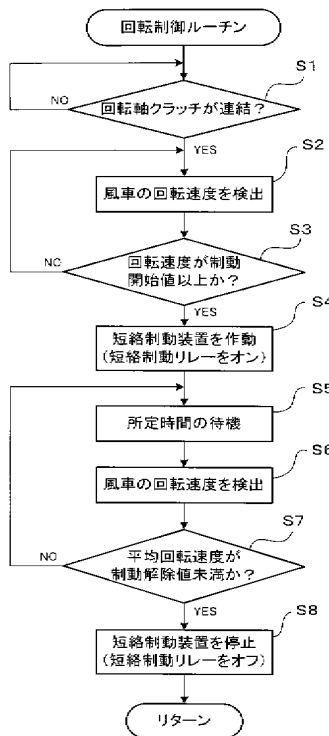 回転制御ルーチン
S1
回転軸クラッチが連結？
NO
YES
S2
風車の回転速度を検出
S3
回転速度が制動
開始値以上か？
NO
YES
S4
短絡制動装置を作動
(短絡制動リレーをオン)
S5
所定時間の待機
S6
風車の回転速度を検出
S7
平均回転速度が
制動解除値未満か？
NO
YES
S8
短絡制動装置を停止
(短絡制動リレーをオフ)
リターン